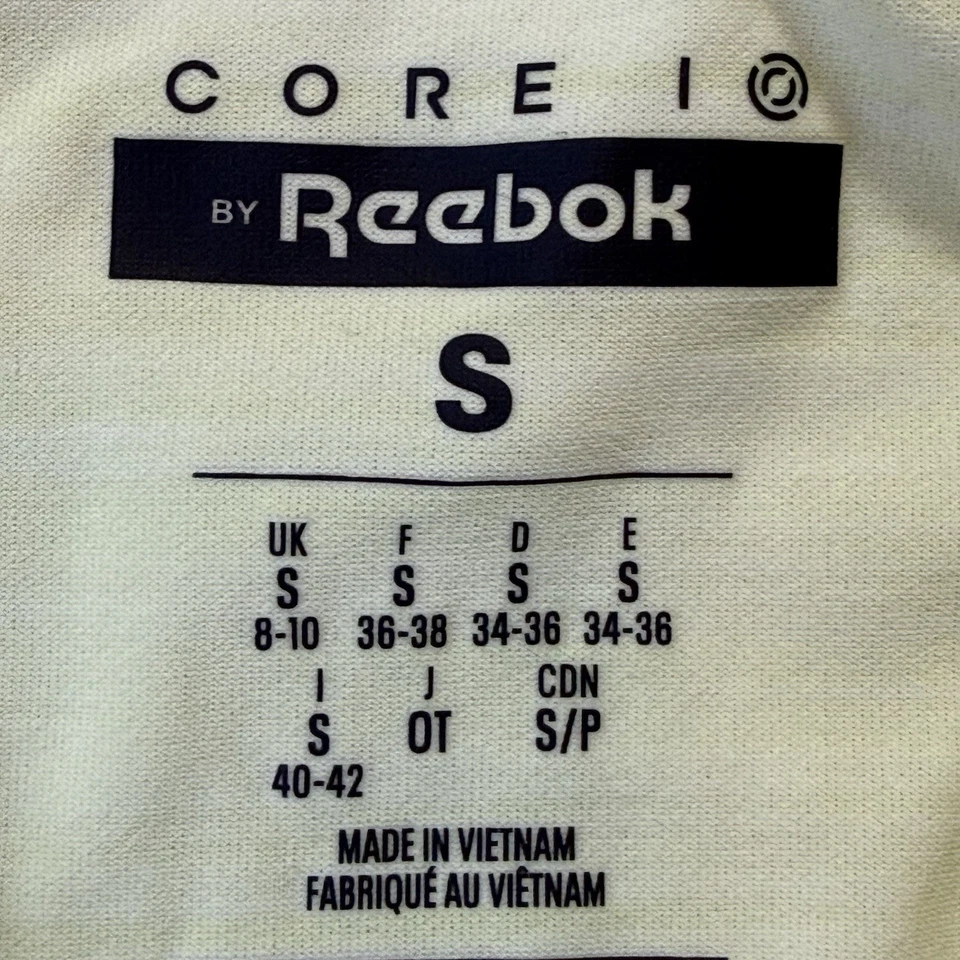 CORE 10
BY Reebok
S
UK F D E
S S S S
8-10 36-38 34-36 34-36
I J CDN
S OT S/P
40-42
MADE IN VIETNAM
FABRIQUÉ AU VIÊTNAM